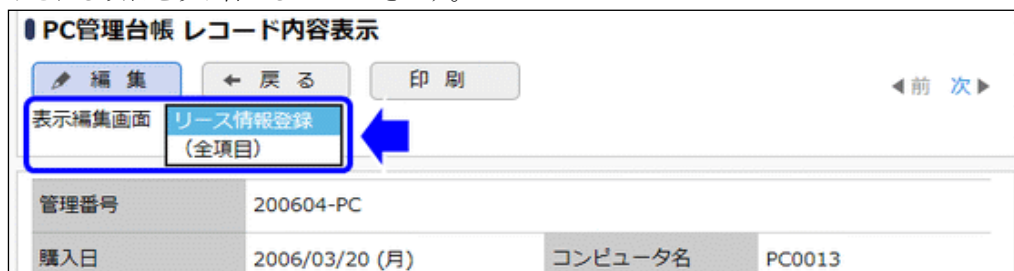 PC管理台帳 レコード内容表示
編 集 戻 る 印 刷 前 次
表示編集画面 リース情報登録
（全項目）
管理番号 200604-PC
購入日 2006/03/20 (月) コンピュータ名 PC0013